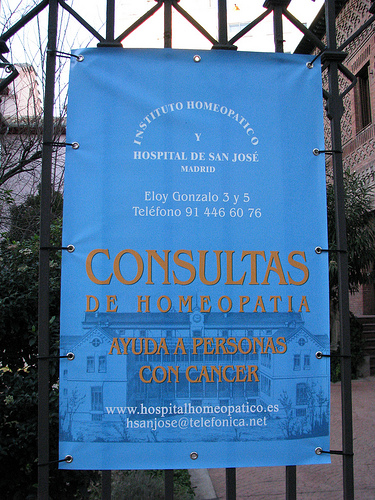 INSTITUTO HOMEOPATICO
Y
HOSPITAL DE SAN JOSÉ
MADRID
Eloy Gonzalo 3 y 5
Teléfono 91 446 60 76
CONSULTAS
DE HOMEOPATIA
AYUDA A PERSONAS
CON CANCER
www.hospitalhomeopatico.es
hsanjose@telefonica.net